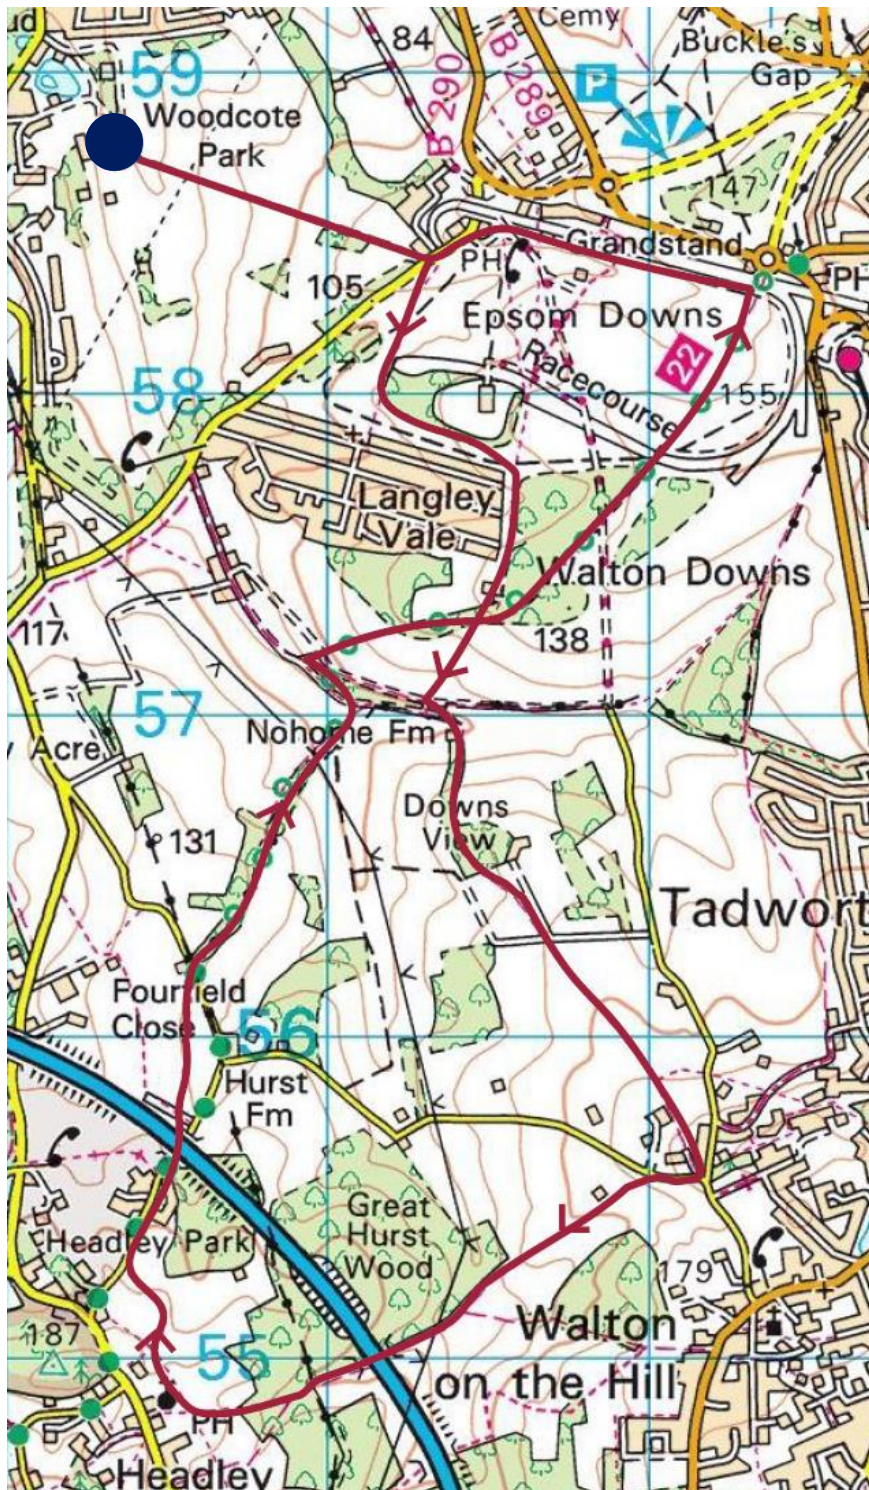 ud
84
Cemy
Buckle's
Gap
59
B 290
B 289
P
Woodcote
Park
147
PH
Grandstand
PH
105
Epsom Downs
22
58
Racecourse
155
Langley
Vale
Walton Downs
117
138
57
Nohome Fm
y Acre
Downs
View
131
Tadwort
Fourfield
Close
56
Hurst
Fm
Great
Hurst
Wood
Headley Park
179
187
55
Walton
on the Hill
PH
Headley